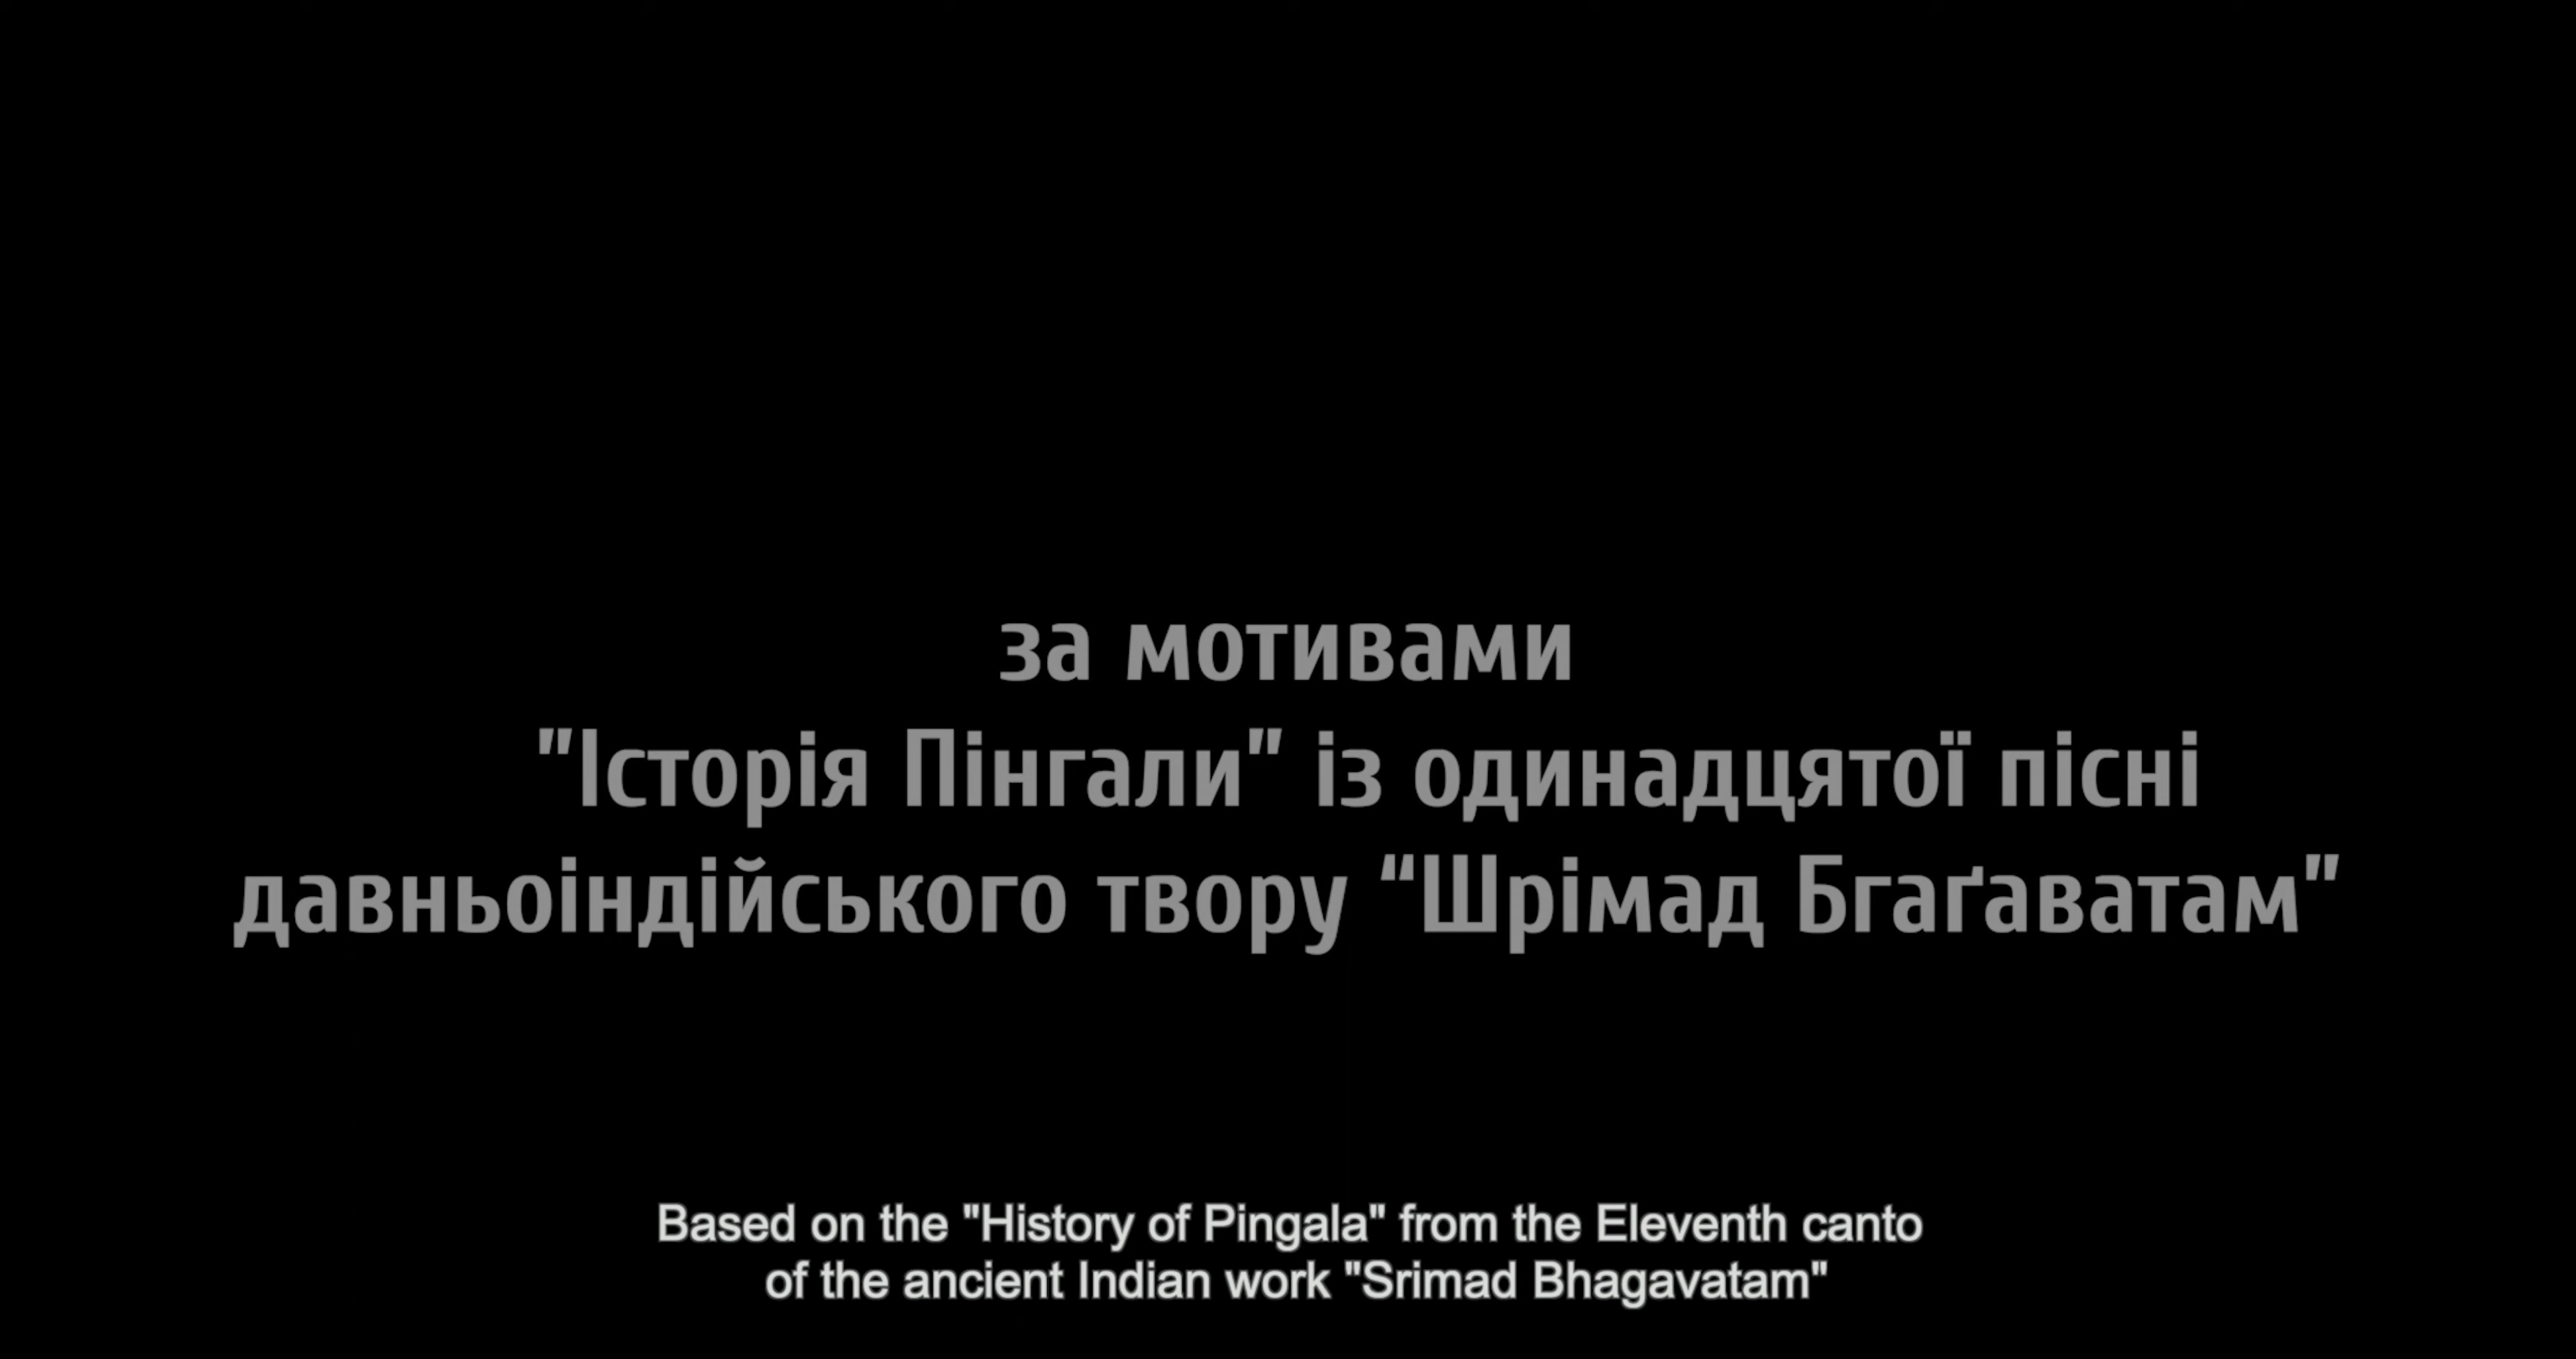 за мотивами
"Історія Пінгали" із одинадцятої пісні
давньоіндійського твору “Шрімад Бгаґаватам”
Based on the "History of Pingala" from the Eleventh canto
of the ancient Indian work "Srimad Bhagavatam"